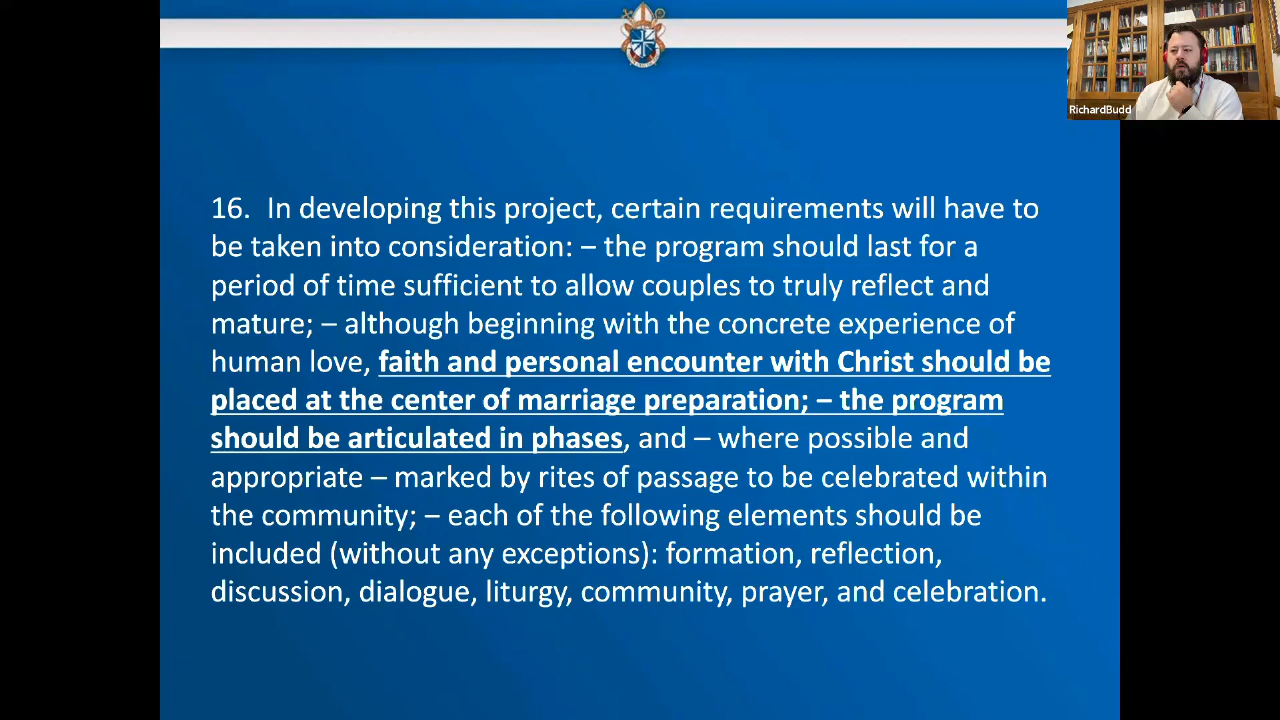 RichardBudd
16. In developing this project, certain requirements will have to
be taken into consideration: – the program should last for a
period of time sufficient to allow couples to truly reflect and
mature; – although beginning with the concrete experience of
human love, faith and personal encounter with Christ should be
placed at the center of marriage preparation; – the program
should be articulated in phases, and – where possible and
appropriate – marked by rites of passage to be celebrated within
the community; – each of the following elements should be
included (without any exceptions): formation, reflection,
discussion, dialogue, liturgy, community, prayer, and celebration.